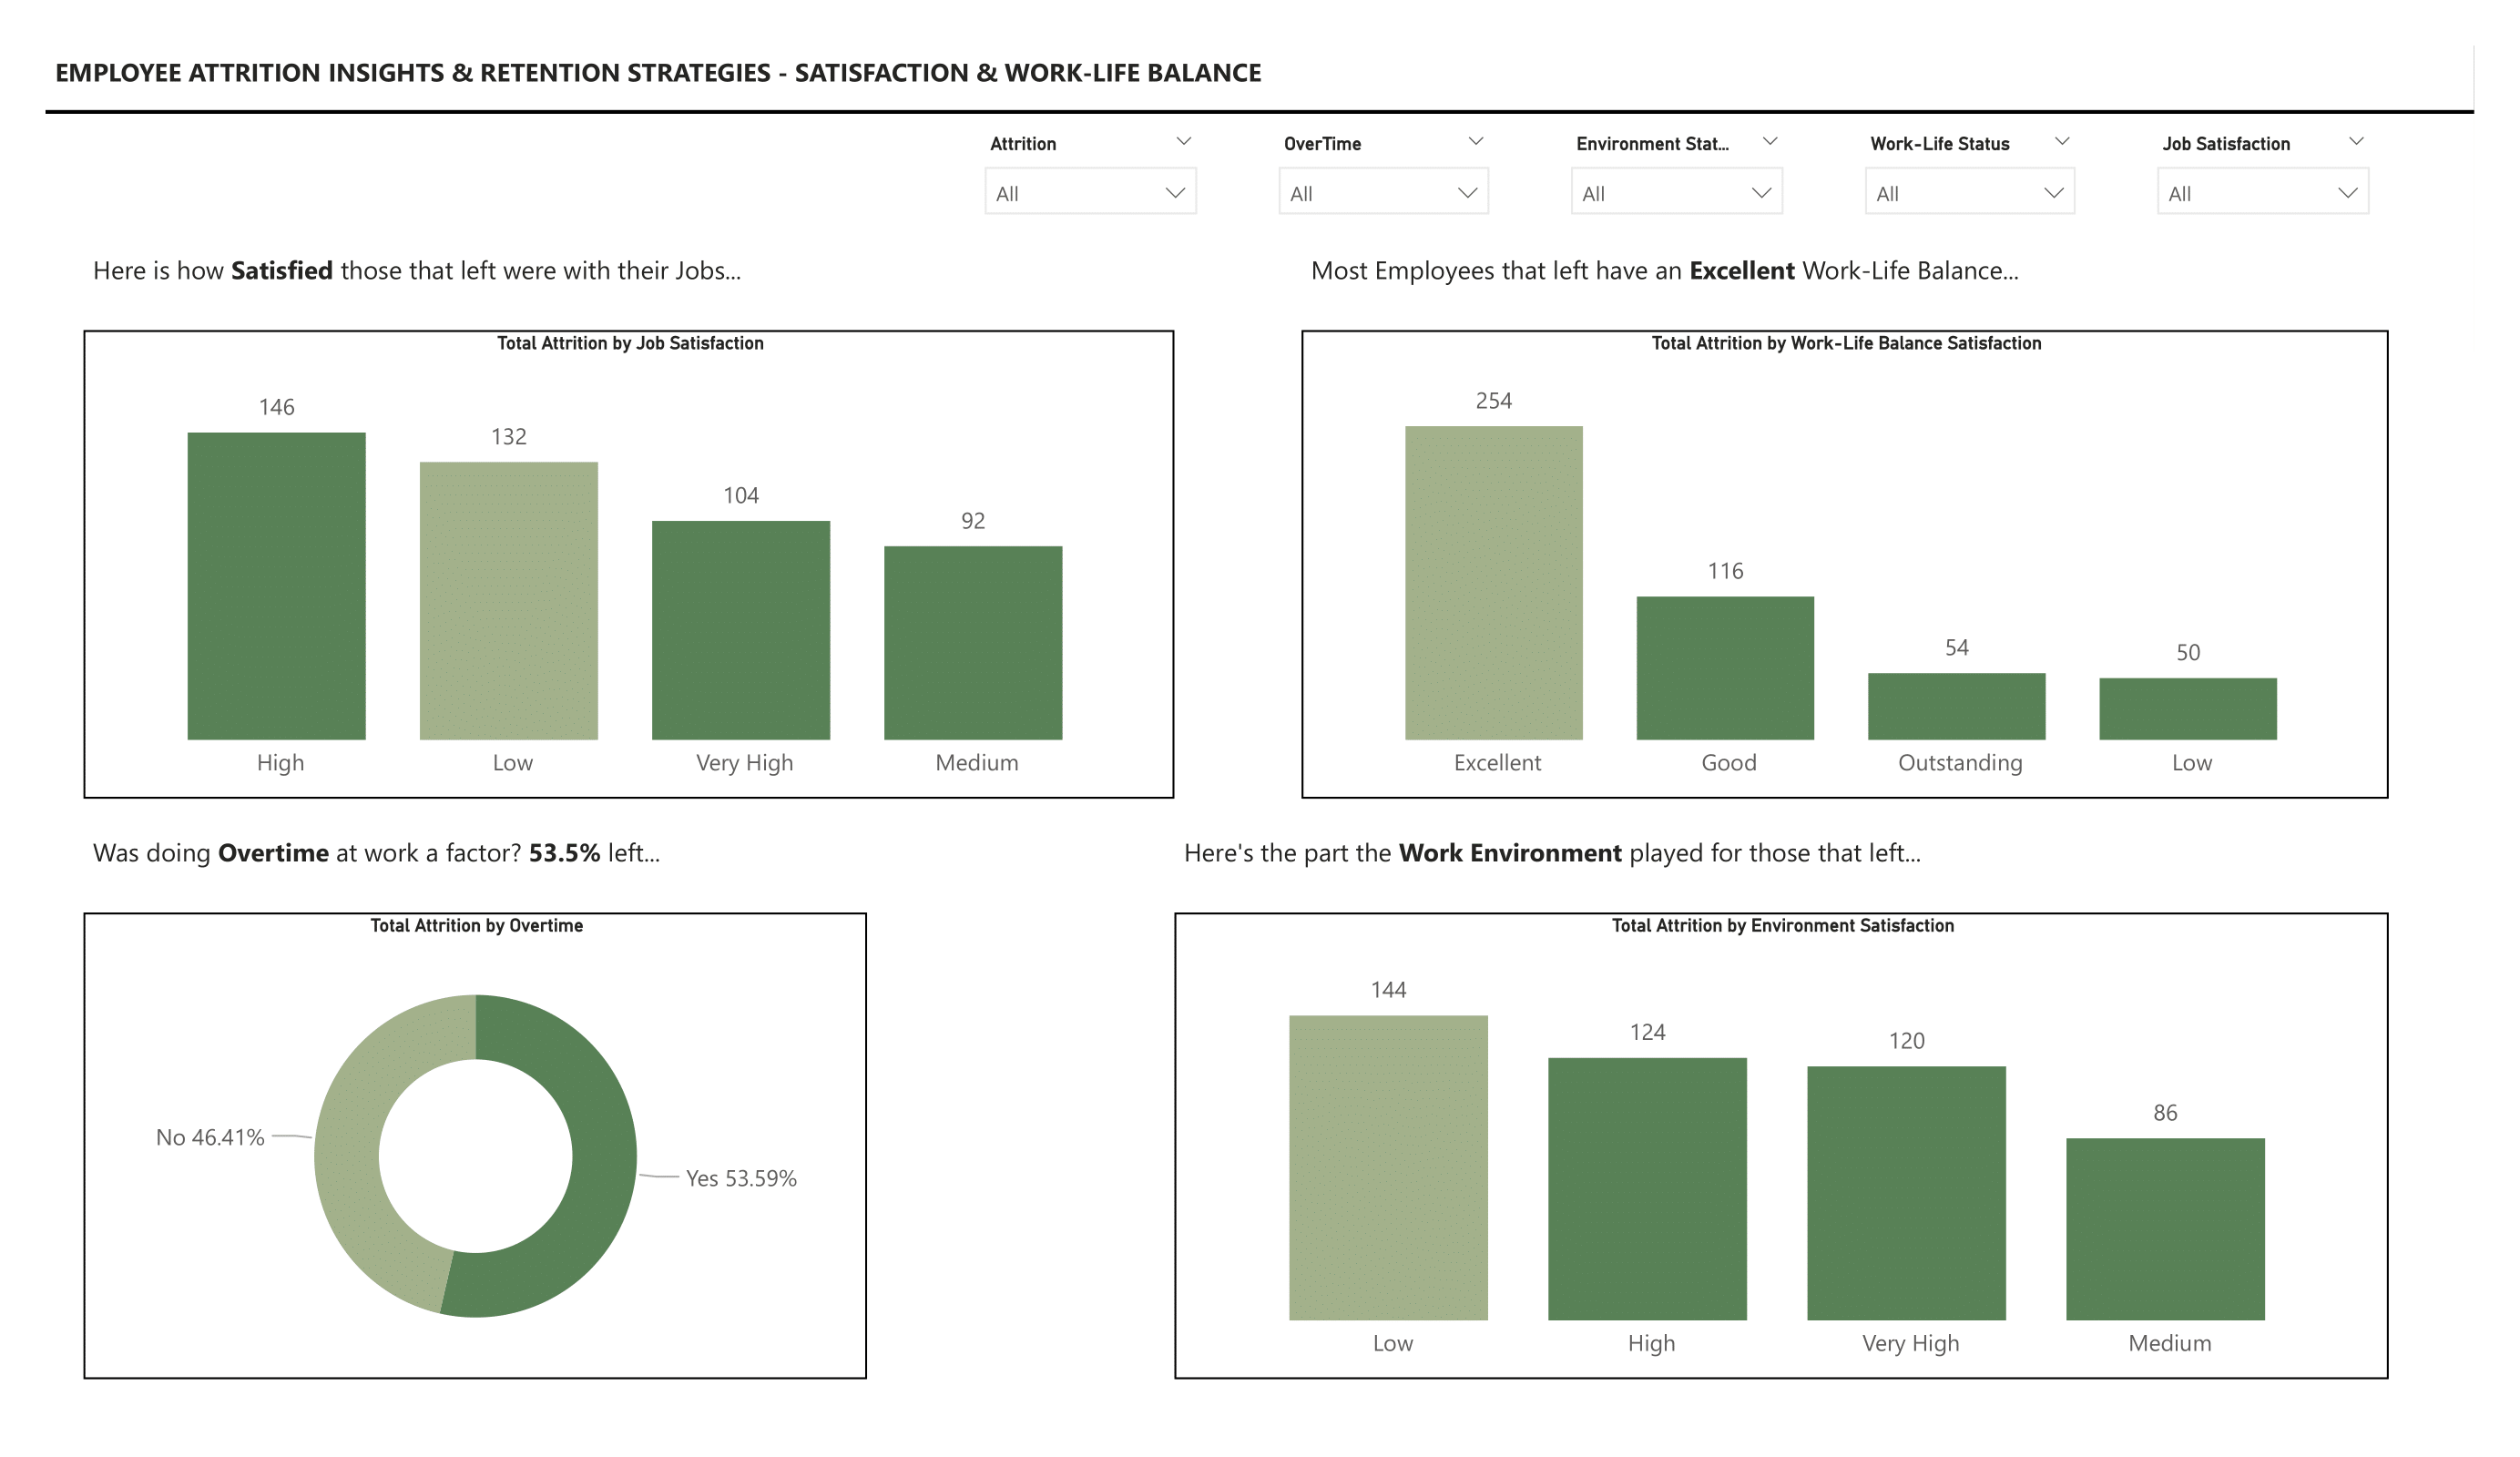 EMPLOYEE ATTRITION INSIGHTS & RETENTION STRATEGIES - SATISFACTION & WORK-LIFE BALANCE
Attrition
OverTime
Environment Stat...
Work-Life Status
Job Satisfaction
All
All
All
All
All
Here is how Satisfied those that left were with their Jobs...
Total Attrition by Job Satisfaction
146
132
104
92
High
Low
Very High
Medium
Most Employees that left have an Excellent Work-Life Balance...
Total Attrition by Work-Life Balance Satisfaction
254
116
54
50
Excellent
Good
Outstanding
Low
Was doing Overtime at work a factor? 53.5% left...
Total Attrition by Overtime
No 46.41%
Yes 53.59%
Here's the part the Work Environment played for those that left...
Total Attrition by Environment Satisfaction
144
124
120
86
Low
High
Very High
Medium